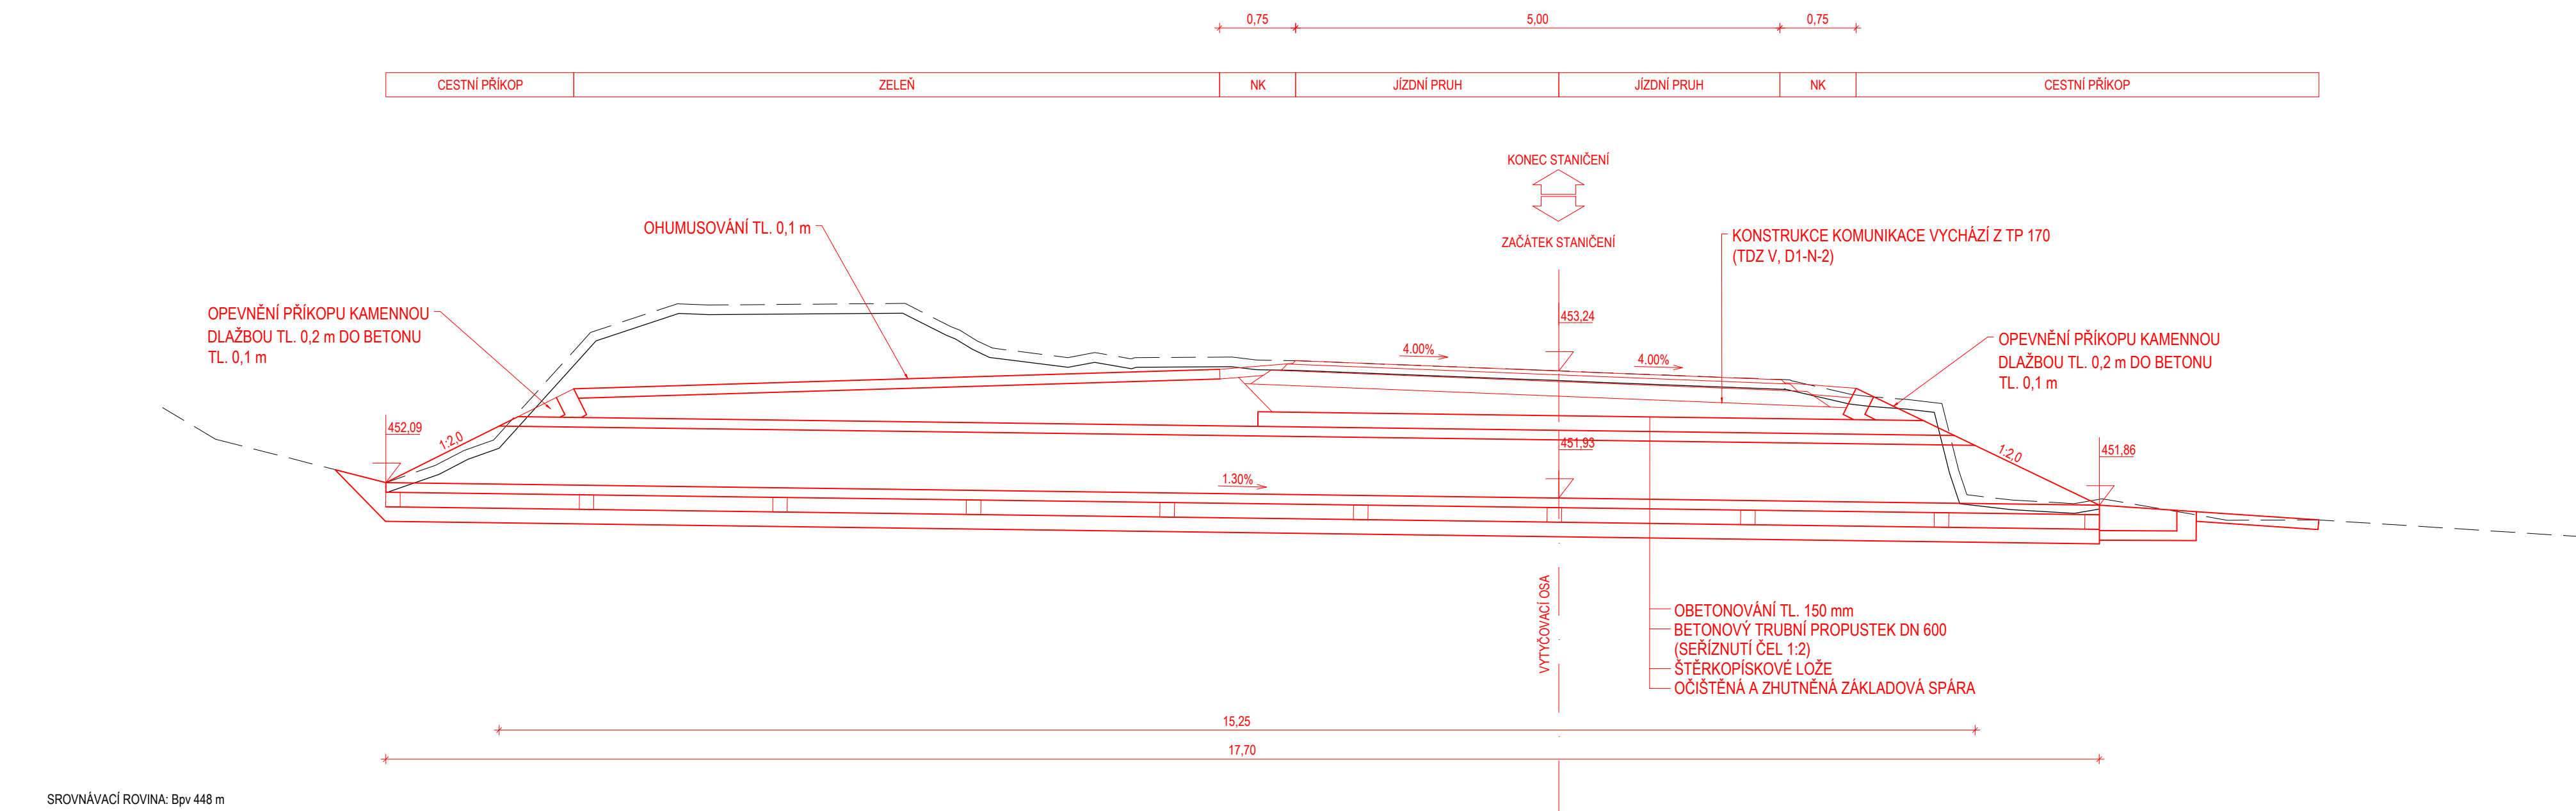 0,75
5,00
0,75
CESTNÍ PŘÍKOP
ZELEŇ
NK
JÍZDNÍ PRUH
JÍZDNÍ PRUH
NK
CESTNÍ PŘÍKOP
KONEC STANIČENÍ
ZAČÁTEK STANIČENÍ
OHUMUSOVÁNÍ TL. 0,1 m
KONSTRUKCE KOMUNIKACE VYCHÁZÍ Z TP 170
(TDZ V, D1-N-2)
OPEVNĚNÍ PŘÍKOPU KAMENNOU
DLAŽBOU TL. 0,2 m DO BETONU
TL. 0,1 m
453,24
4.00%
4.00%
OPEVNĚNÍ PŘÍKOPU KAMENNOU
DLAŽBOU TL. 0,2 m DO BETONU
TL. 0,1 m
452,09
1:2,0
451,93
1:2,0
451,86
1.30%
VYTYČOVACÍ OSA
OBETONOVÁNÍ TL. 150 mm
BETONOVÝ TRUBNÍ PROPUSTEK DN 600
(SEŘÍZNUTÍ ČEL 1:2)
ŠTĚRKOPÍSKOVÉ LOŽE
OČIŠTĚNÁ A ZHUTNĚNÁ ZÁKLADOVÁ SPÁRA
15,25
17,70
SROVNÁVACÍ ROVINA: Bpv 448 m